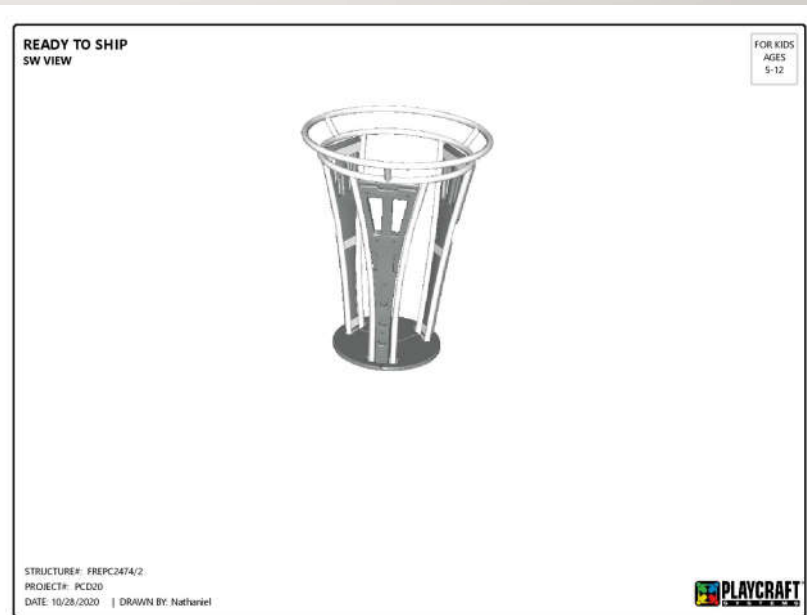 READY TO SHIP
SW VIEW
FOR KIDS
AGES
5-12
STRUCTURE#: FREPC2474/2
PROJECT#: PCD20
DATE: 10/28/2020 | DRAWN BY: Nathaniel
PLAYCRAFT
SYSTEMS